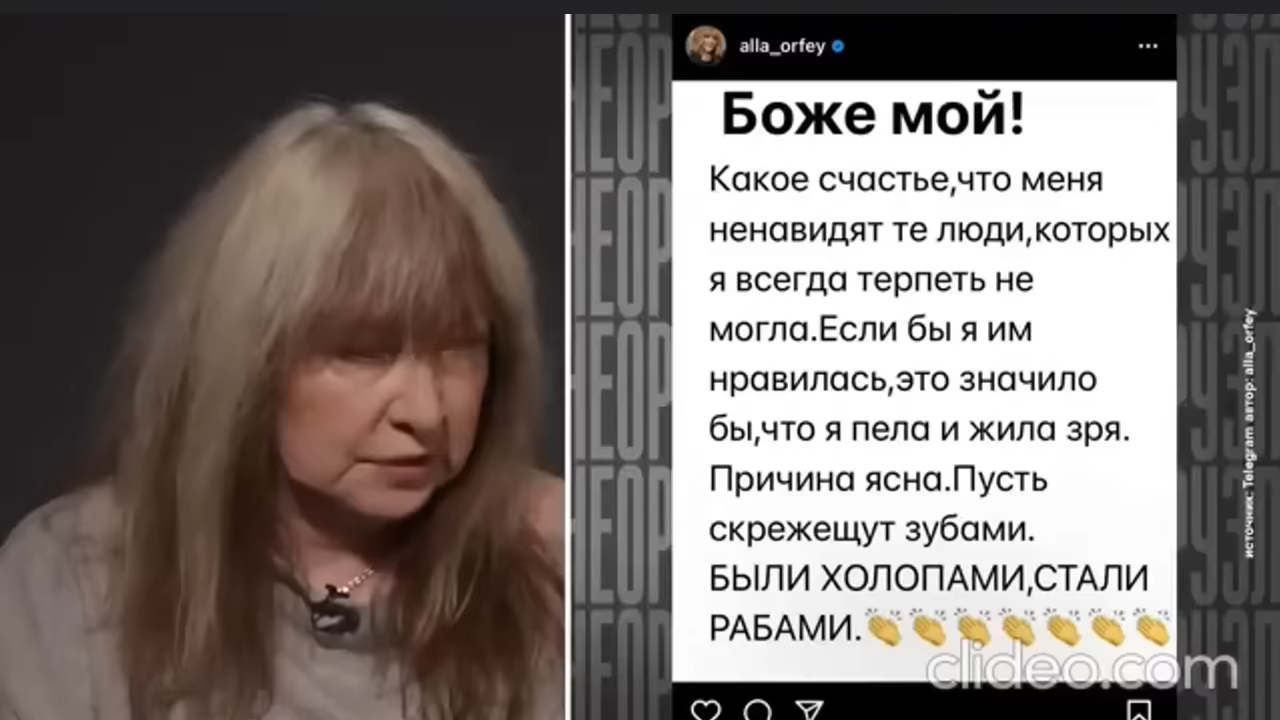 alla_orfey
Боже мой!
Какое счастье,что меня
ненавидят те люди,которых
я всегда терпеть не
могла.Если бы я им
нравилась,это значило
бы,что я пела и жила зря.
Причина ясна.Пусть
скрежещут зубами.
БЫЛИ ХОЛОПАМИ,СТАЛИ
РАБАМИ.👏👏👏👏👏👏👏
источник: Telegram автор: alla_orfey
clideo.com